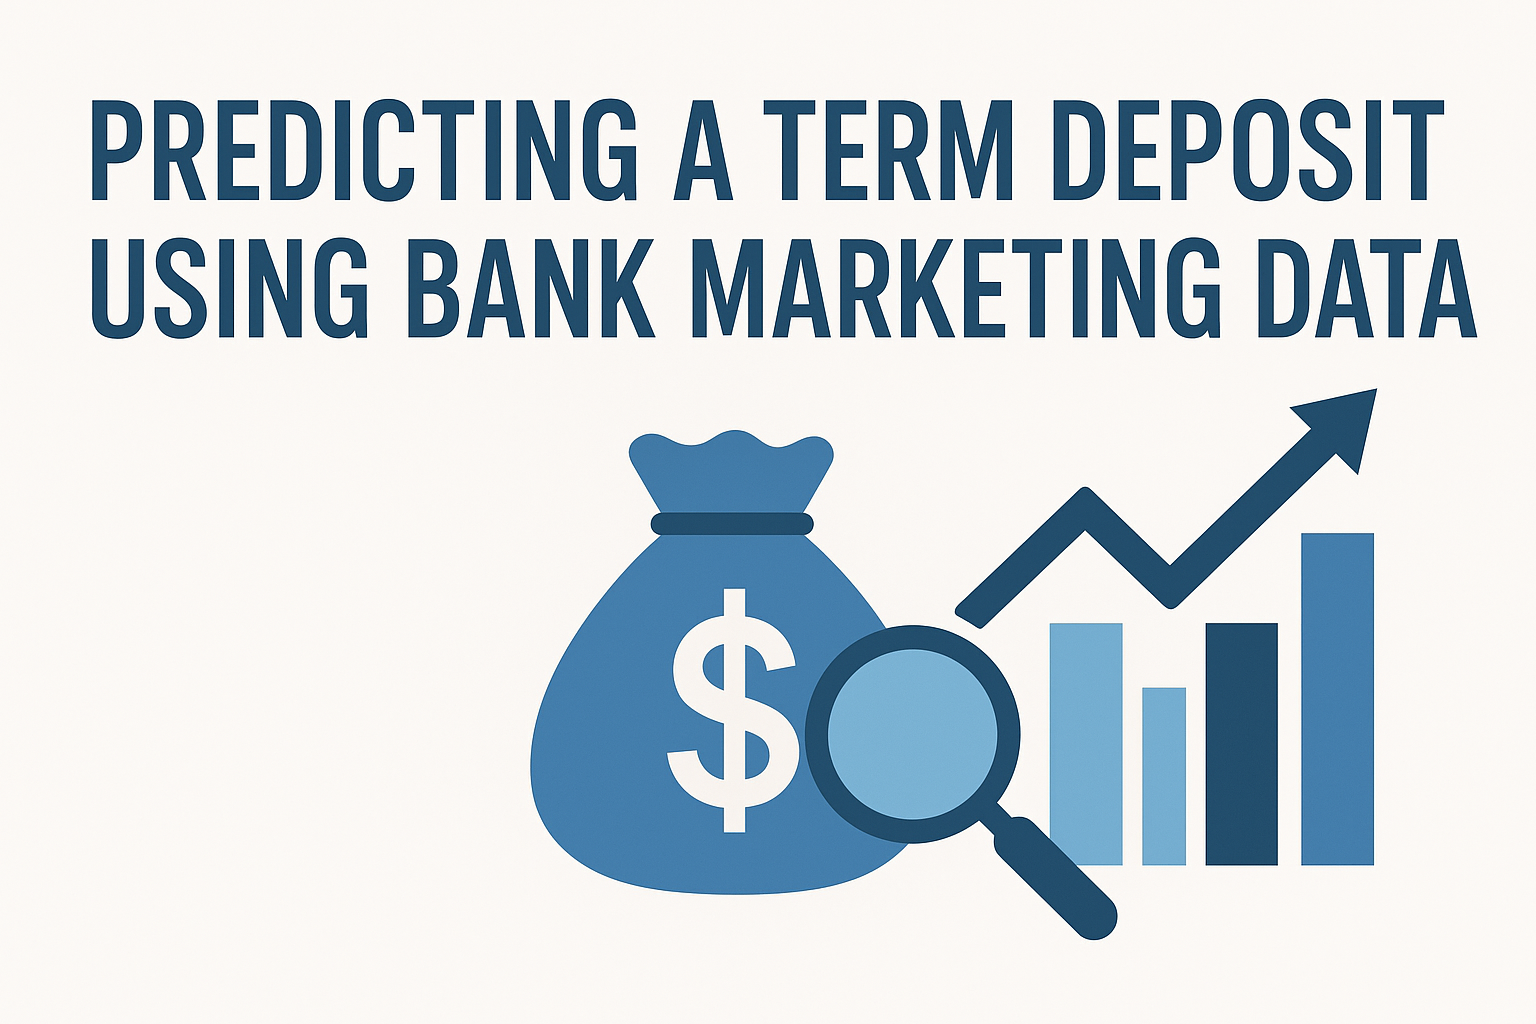 PREDICTING A TERM DEPOSIT
USING BANK MARKETING DATA
$